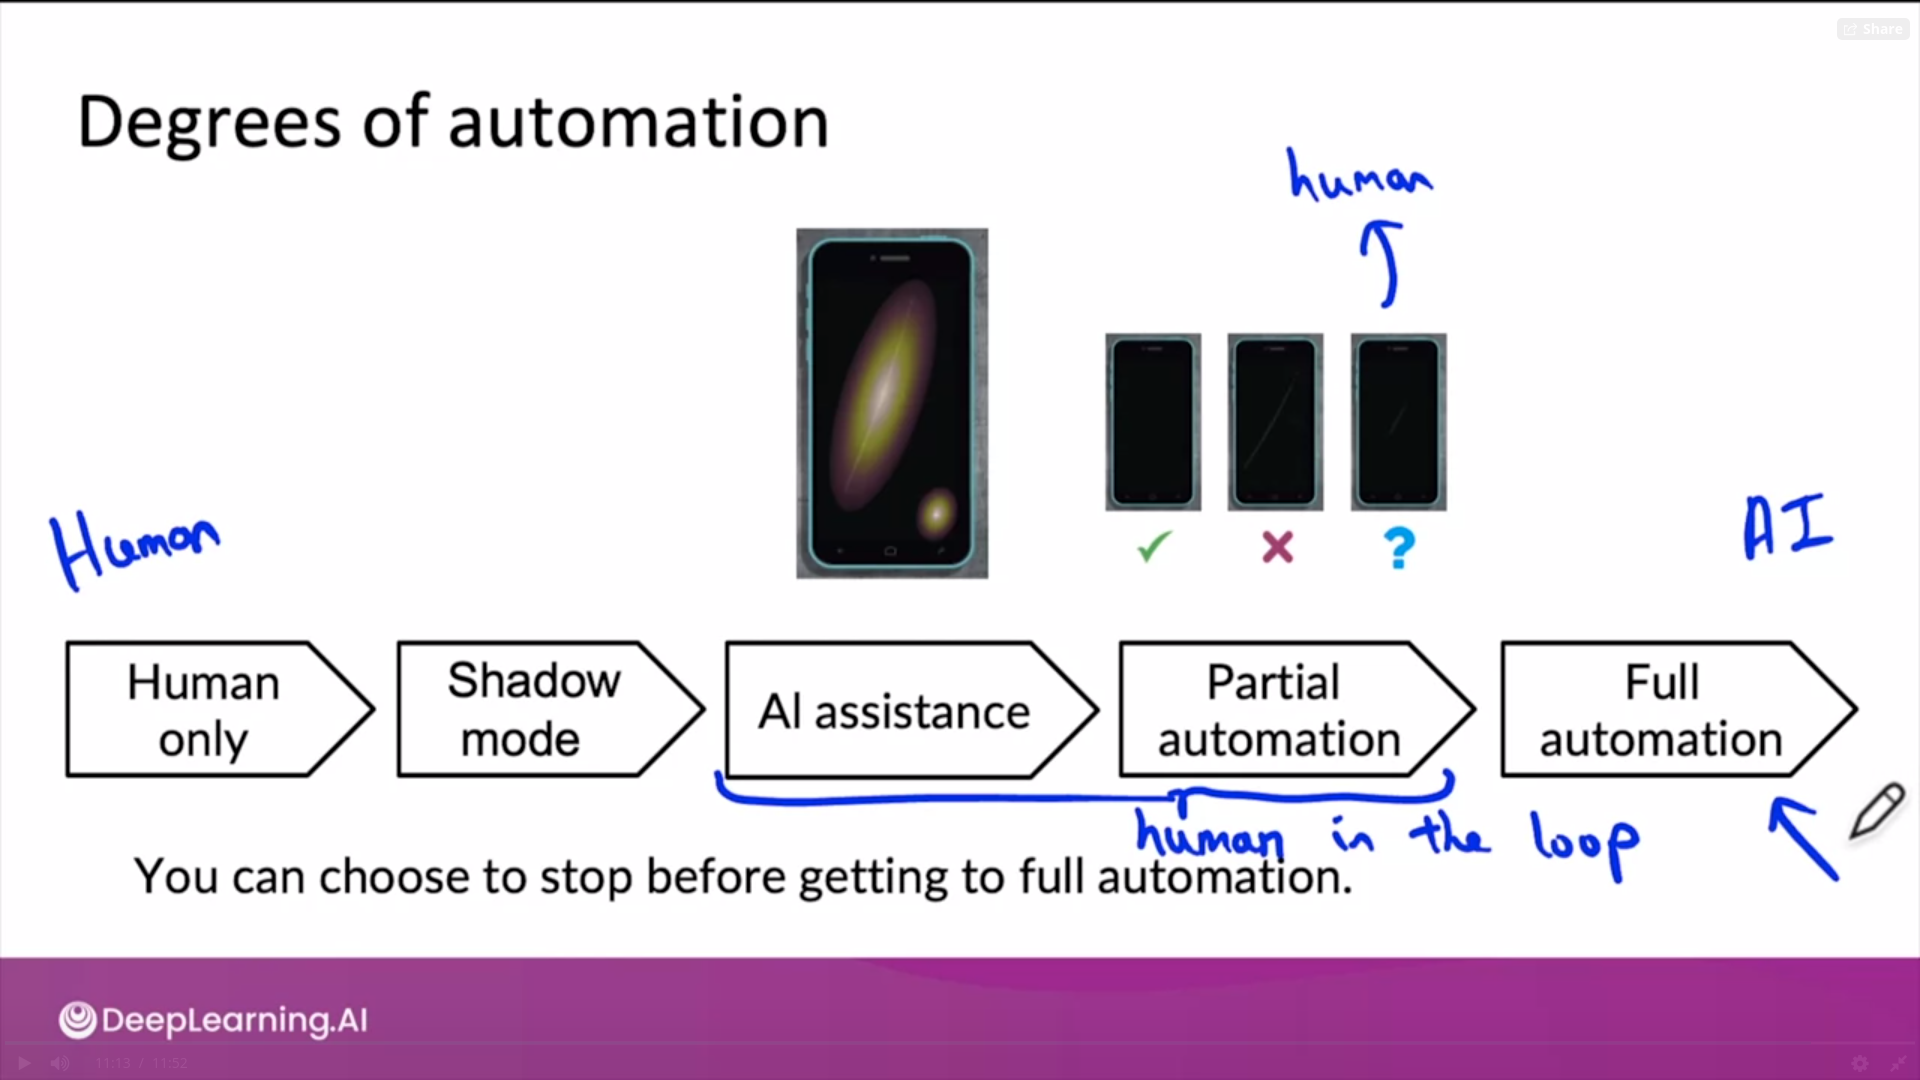 Share
Degrees of automation
human
Human
AI
Human
only
Shadow
mode
AI assistance
Partial
automation
Full
automation
human in the loop
You can choose to stop before getting to full automation.
DeepLearning.AI
11:13 / 11:52